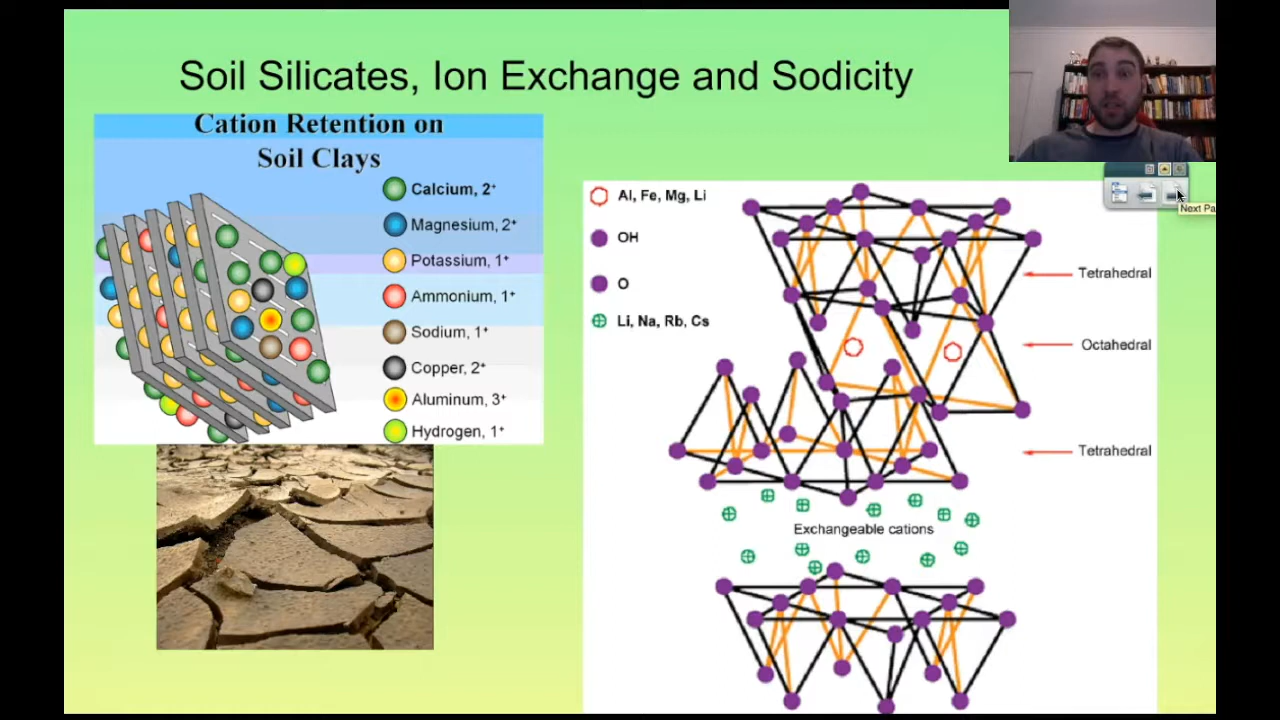 Soil Silicates, Ion Exchange and Sodicity
Cation Retention on
Soil Clays
Calcium, 2+
Magnesium, 2+
Potassium, 1+
Ammonium, 1+
Sodium, 1+
Copper, 2+
Aluminum, 3+
Hydrogen, 1+
Al, Fe, Mg, Li
OH
O
Li, Na, Rb, Cs
Tetrahedral
Octahedral
Tetrahedral
Exchangeable cations
Next Pa